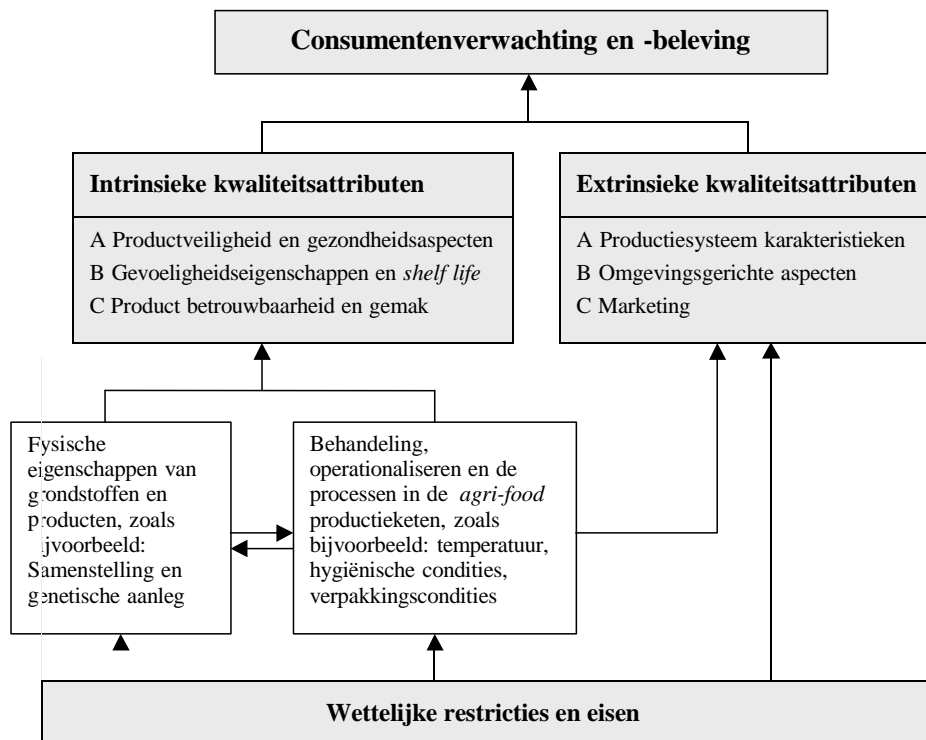 Consumentenverwachting en -beleving
Intrinsieke kwaliteitsattributen
A Productveiligheid en gezondheidsaspecten
B Gevoeligheidseigenschappen en shelf life
C Product betrouwbaarheid en gemak
Extrinsieke kwaliteitsattributen
A Productiesysteem karakteristieken
B Omgevingsgerichte aspecten
C Marketing
Fysische
eigenschappen van
grondstoffen en
producten, zoals
bijvoorbeeld:
Samenstelling en
genetische aanleg
Behandeling,
operationaliseren en de
processen in de agri-food
productieketen, zoals
bijvoorbeeld: temperatuur,
hygiënische condities,
verpakkingscondities
Wettelijke restricties en eisen